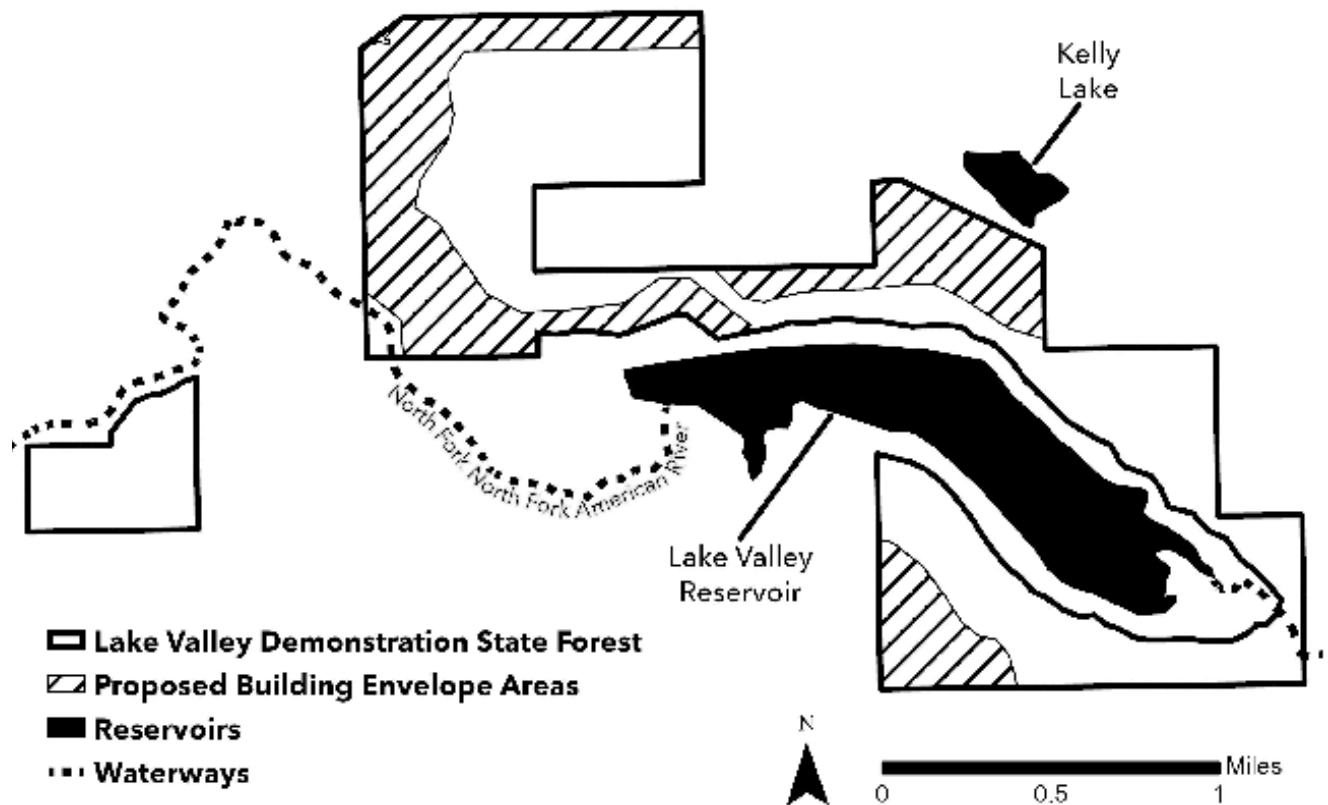 Kelly
Lake
North Fork North Fork American River
Lake Valley
Reservoir
Lake Valley Demonstration State Forest
Proposed Building Envelope Areas
Reservoirs
Waterways
N
Miles
0 0.5 1